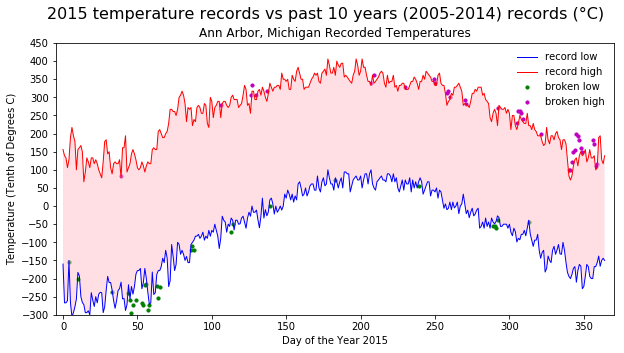 2015 temperature records vs past 10 years (2005-2014) records (°C)
Ann Arbor, Michigan Recorded Temperatures
450
400
350
300
250
200
150
100
50
0
−50
−100
−150
−200
−250
−300
Temperature (Tenth of Degrees C)
record low
record high
broken low
broken high
0 50 100 150 200 250 300 350
Day of the Year 2015